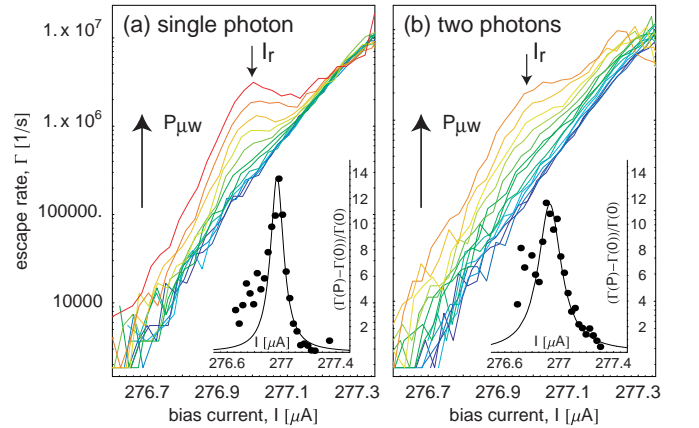 (a) single photon
(b) two photons
I_r
I_r
P_μw
P_μw
escape rate, Γ [1/s]
1. x 10^7
1. x 10^6
100000.
10000
276.7 276.9 277.1 277.3
276.7 276.9 277.1 277.3
bias current, I [μA]
bias current, I [μA]
14
12
10
8
6
4
2
(Γ(P)–Γ(0))/Γ(0)
I [μA]
276.6 277 277.4
14
12
10
8
6
4
2
(Γ(P)–Γ(0))/Γ(0)
I [μA]
276.6 277 277.4